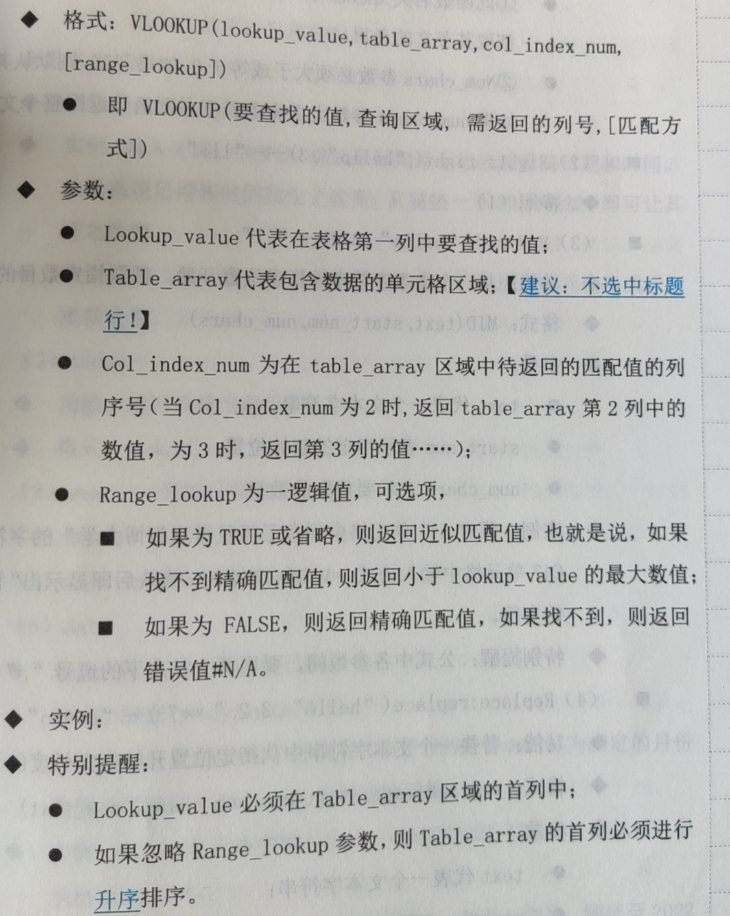 ◆ 格式: VLOOKUP(lookup_value,table_array,col_index_num,
[range_lookup])
● 即 VLOOKUP(要查找的值,查询区域, 需返回的列号,[匹配方
式])
◆ 参数:
● Lookup_value 代表在表格第一列中要查找的值;
● Table_array 代表包含数据的单元格区域;【建议: 不选中标题
行!】
● Col_index_num 为在 table_array 区域中待返回的匹配值的列
序号(当 Col_index_num 为 2 时,返回 table_array 第 2 列中的
数值, 为 3 时, 返回第 3 列的值……);
● Range_lookup 为一逻辑值, 可选项,
■ 如果为 TRUE 或省略, 则返回近似匹配值, 也就是说, 如果
找不到精确匹配值, 则返回小于 lookup_value 的最大数值;
■ 如果为 FALSE, 则返回精确匹配值, 如果找不到, 则返回
错误值#N/A。
◆ 实例:
◆ 特别提醒:
● Lookup_value 必须在 Table_array 区域的首列中;
● 如果忽略 Range_lookup 参数, 则 Table_array 的首列必须进行
升序排序。